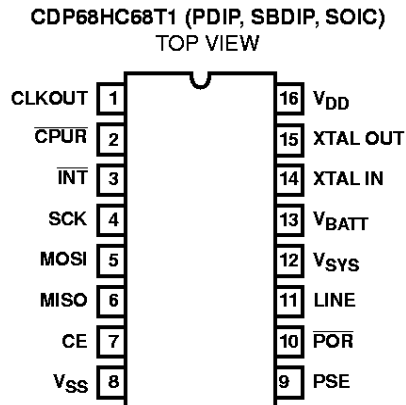 CDP68HC68T1 (PDIP, SBDIP, SOIC)
TOP VIEW
CLKOUT 1 16 VDD
CPUR 2 15 XTAL OUT
INT 3 14 XTAL IN
SCK 4 13 VBATT
MOSI 5 12 VSYS
MISO 6 11 LINE
CE 7 10 POR
VSS 8 9 PSE